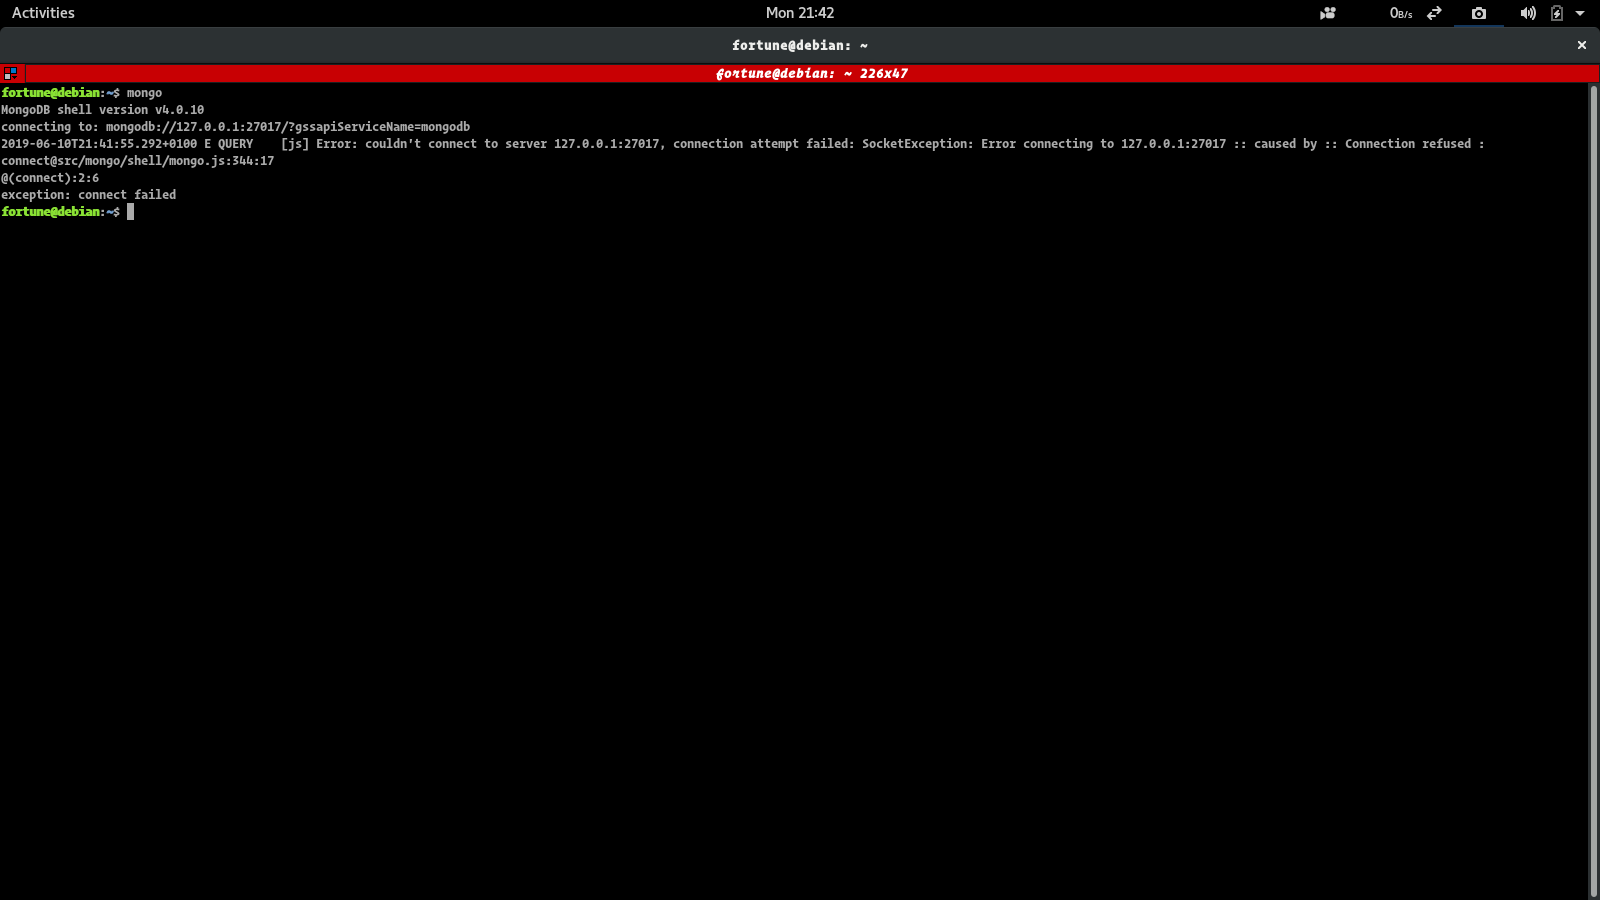 Activities
Mon 21:42
0B/s
fortune@debian: ~
fortune@debian: ~ 226x47
fortune@debian:~$ mongo
MongoDB shell version v4.0.10
connecting to: mongodb://127.0.0.1:27017/?gssapiServiceName=mongodb
2019-06-10T21:41:55.292+0100 E QUERY    [js] Error: couldn't connect to server 127.0.0.1:27017, connection attempt failed: SocketException: Error connecting to 127.0.0.1:27017 :: caused by :: Connection refused :
connect@src/mongo/shell/mongo.js:344:17
@(connect):2:6
exception: connect failed
fortune@debian:~$